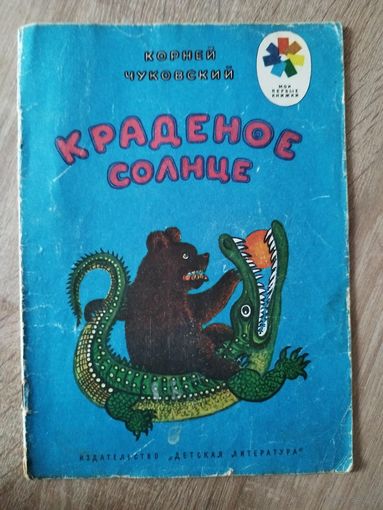 КОРНЕЙ
ЧУКОВСКИЙ
МОИ
ПЕРВЫЕ
КНИЖКИ
КРАДЕНОЕ
СОЛНЦЕ
ИЗДАТЕЛЬСТВО „ДЕТСКАЯ ЛИТЕРАТУРА"